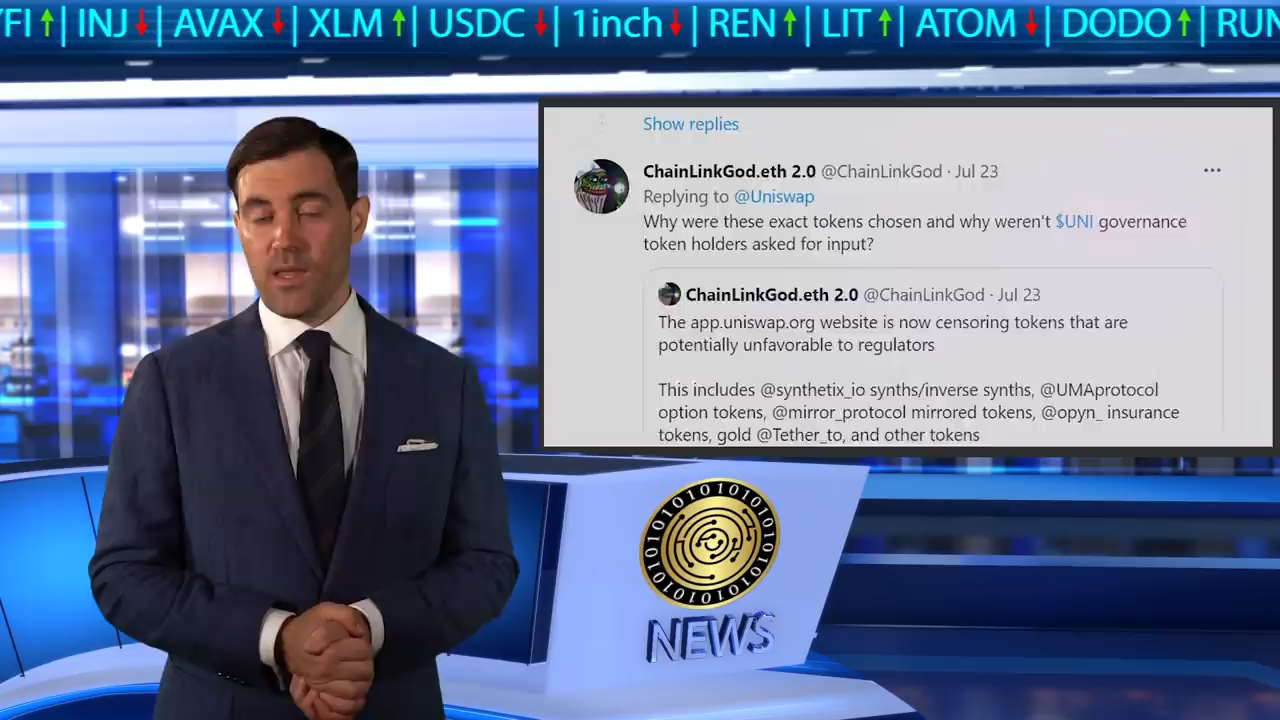 FI↑| INJ↓| AVAX ↓| XLM ↑| USDC ↓| 1inch ↓| REN ↑| LIT ↑| ATOM ↓| DODO ↑| RUN
Show replies
ChainLinkGod.eth 2.0 @ChainLinkGod · Jul 23
Replying to @Uniswap
Why were these exact tokens chosen and why weren't $UNI governance
token holders asked for input?
ChainLinkGod.eth 2.0 @ChainLinkGod · Jul 23
The app.uniswap.org website is now censoring tokens that are
potentially unfavorable to regulators
This includes @synthetix_io synths/inverse synths, @UMAprotocol
option tokens, @mirror_protocol mirrored tokens, @opyn_ insurance
tokens, gold @Tether_to, and other tokens
NEWS